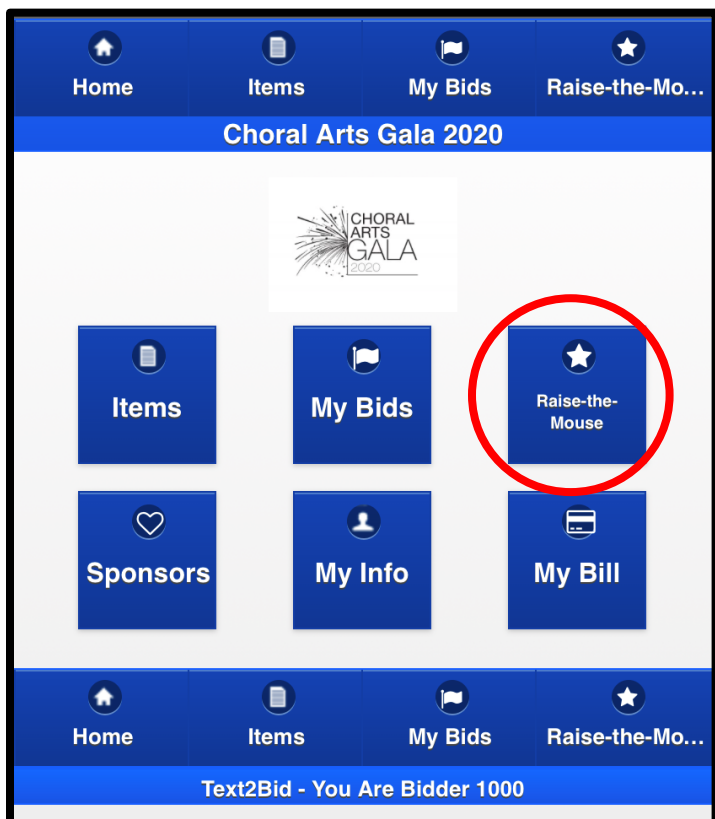 Home Items My Bids Raise-the-Mo...
Choral Arts Gala 2020
CHORAL
ARTS
GALA
2020
Items My Bids Raise-the-
Mouse
Sponsors My Info My Bill
Home Items My Bids Raise-the-Mo...
Text2Bid - You Are Bidder 1000